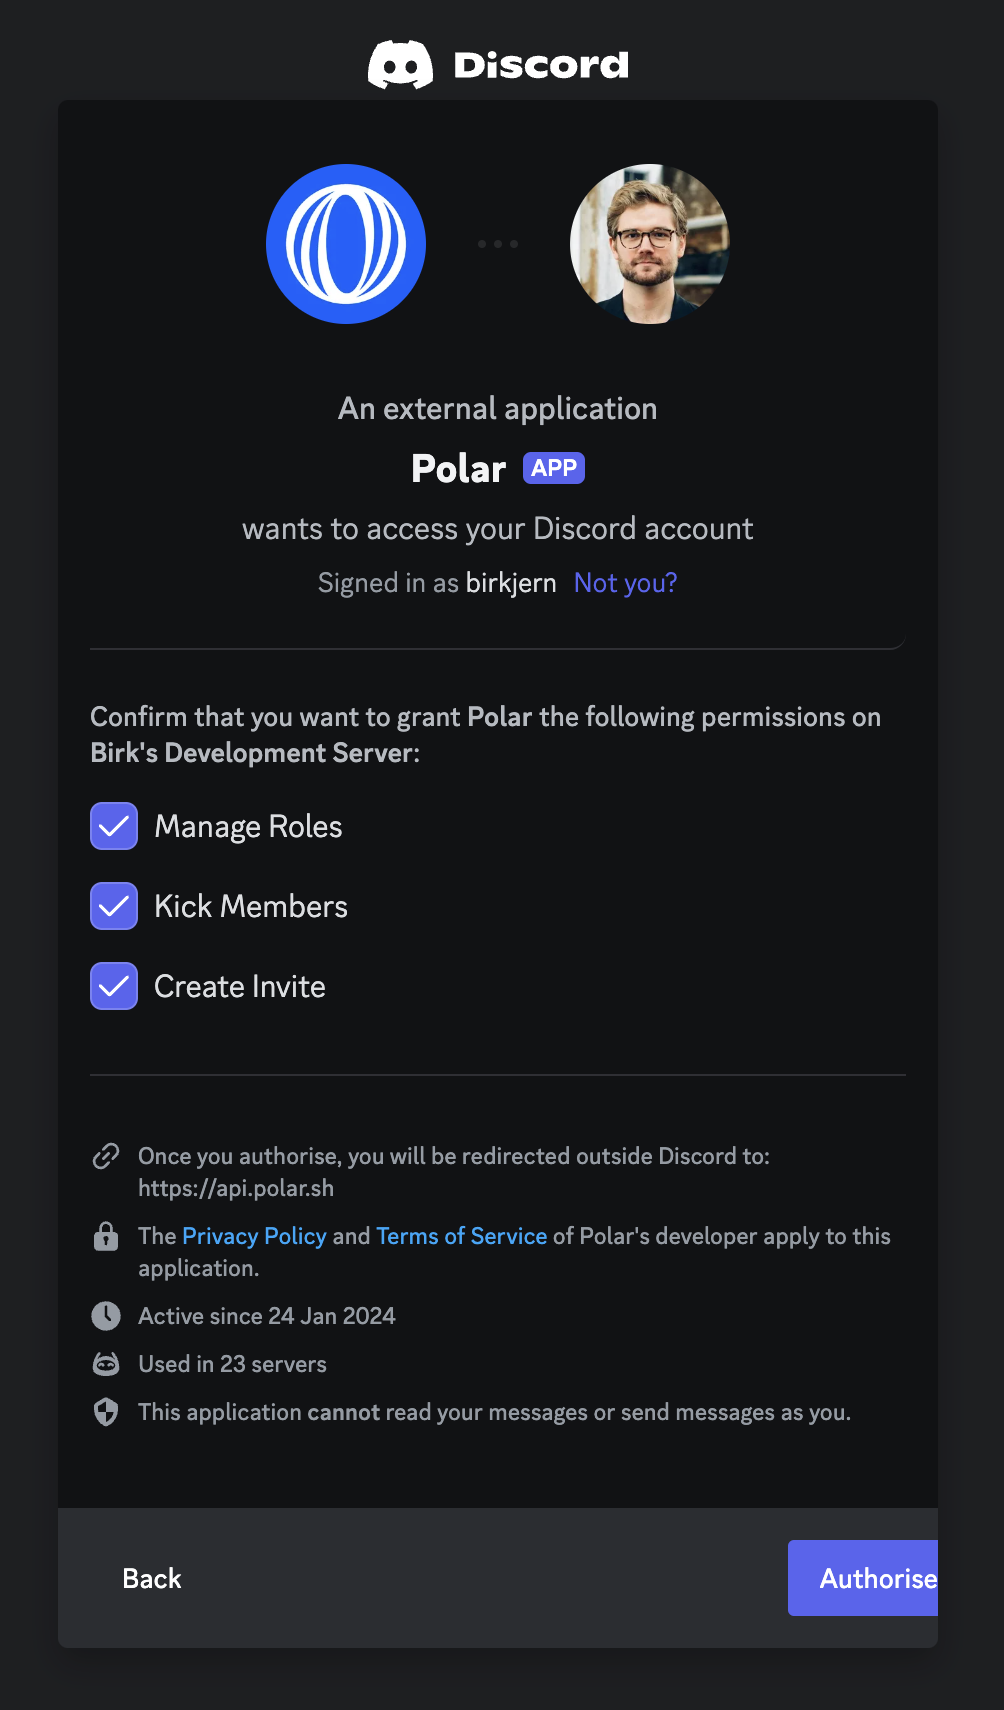 Discord
An external application
Polar APP
wants to access your Discord account
Signed in as birkjern Not you?
Confirm that you want to grant Polar the following permissions on
Birk's Development Server:
Manage Roles
Kick Members
Create Invite
Once you authorise, you will be redirected outside Discord to:
https://api.polar.sh
The Privacy Policy and Terms of Service of Polar's developer apply to this
application.
Active since 24 Jan 2024
Used in 23 servers
This application cannot read your messages or send messages as you.
Back Authorise